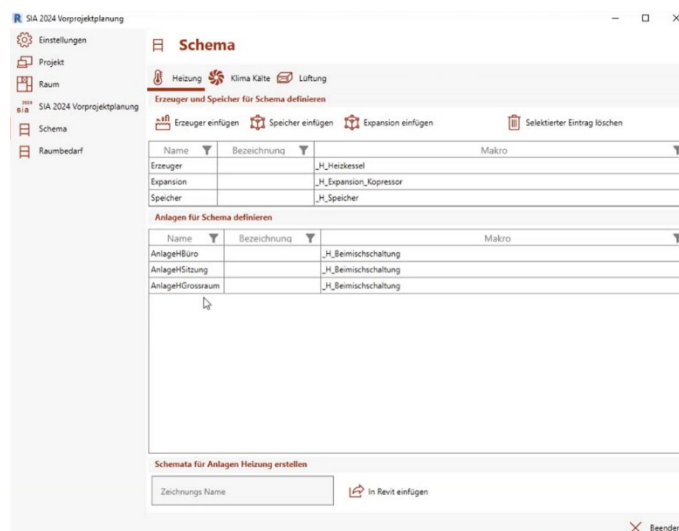 R SIA 2024 Vorprojektplanung
Einstellungen
Projekt
Raum
SIA 2024 Vorprojektplanung
Schema
Raumbedarf
Schema
Heizung Klima Kälte Lüftung
Erzeuger und Speicher für Schema definieren
Erzeuger einfügen Speicher einfügen Expansion einfügen Selektierter Eintrag löschen
Name Bezeichnung Makro
Erzeuger _H_Heizkessel
Expansion _H_Expansion_Kopressor
Speicher _H_Speicher
Anlagen für Schema definieren
Name Bezeichnung Makro
AnlageHBüro _H_Beimischschaltung
AnlageHSitzung _H_Beimischschaltung
AnlageHGrossraum _H_Beimischschaltung
Schemata für Anlagen Heizung erstellen
Zeichnungs Name In Revit einfügen
Beenden